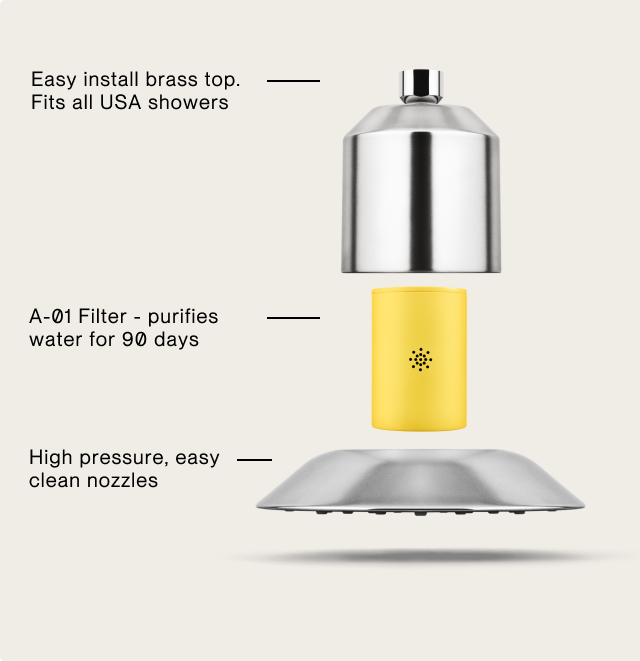 Easy install brass top.
Fits all USA showers
A-01 Filter - purifies
water for 90 days
High pressure, easy
clean nozzles